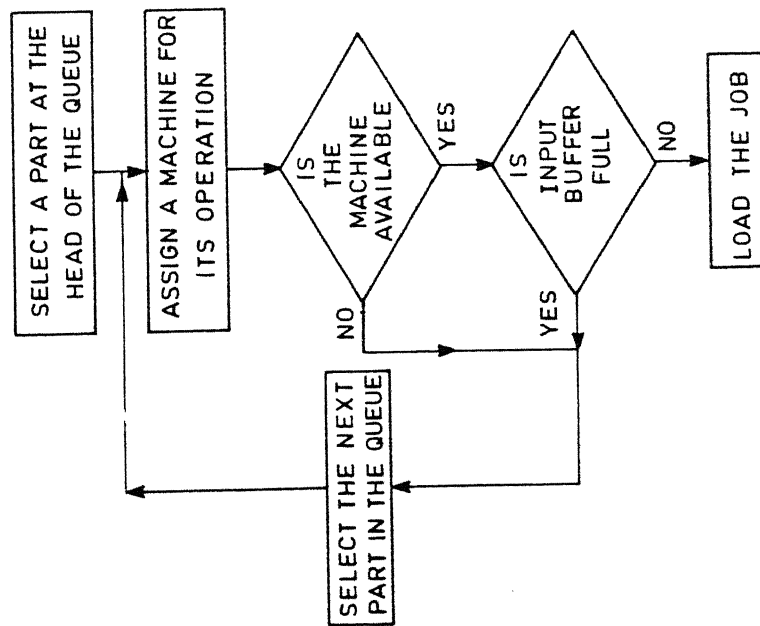 SELECT A PART AT THE
HEAD OF THE QUEUE
ASSIGN A MACHINE FOR
ITS OPERATION
IS
THE
MACHINE
AVAILABLE
NO
YES
IS
INPUT
BUFFER
FULL
YES
NO
LOAD THE JOB
SELECT THE NEXT
PART IN THE QUEUE